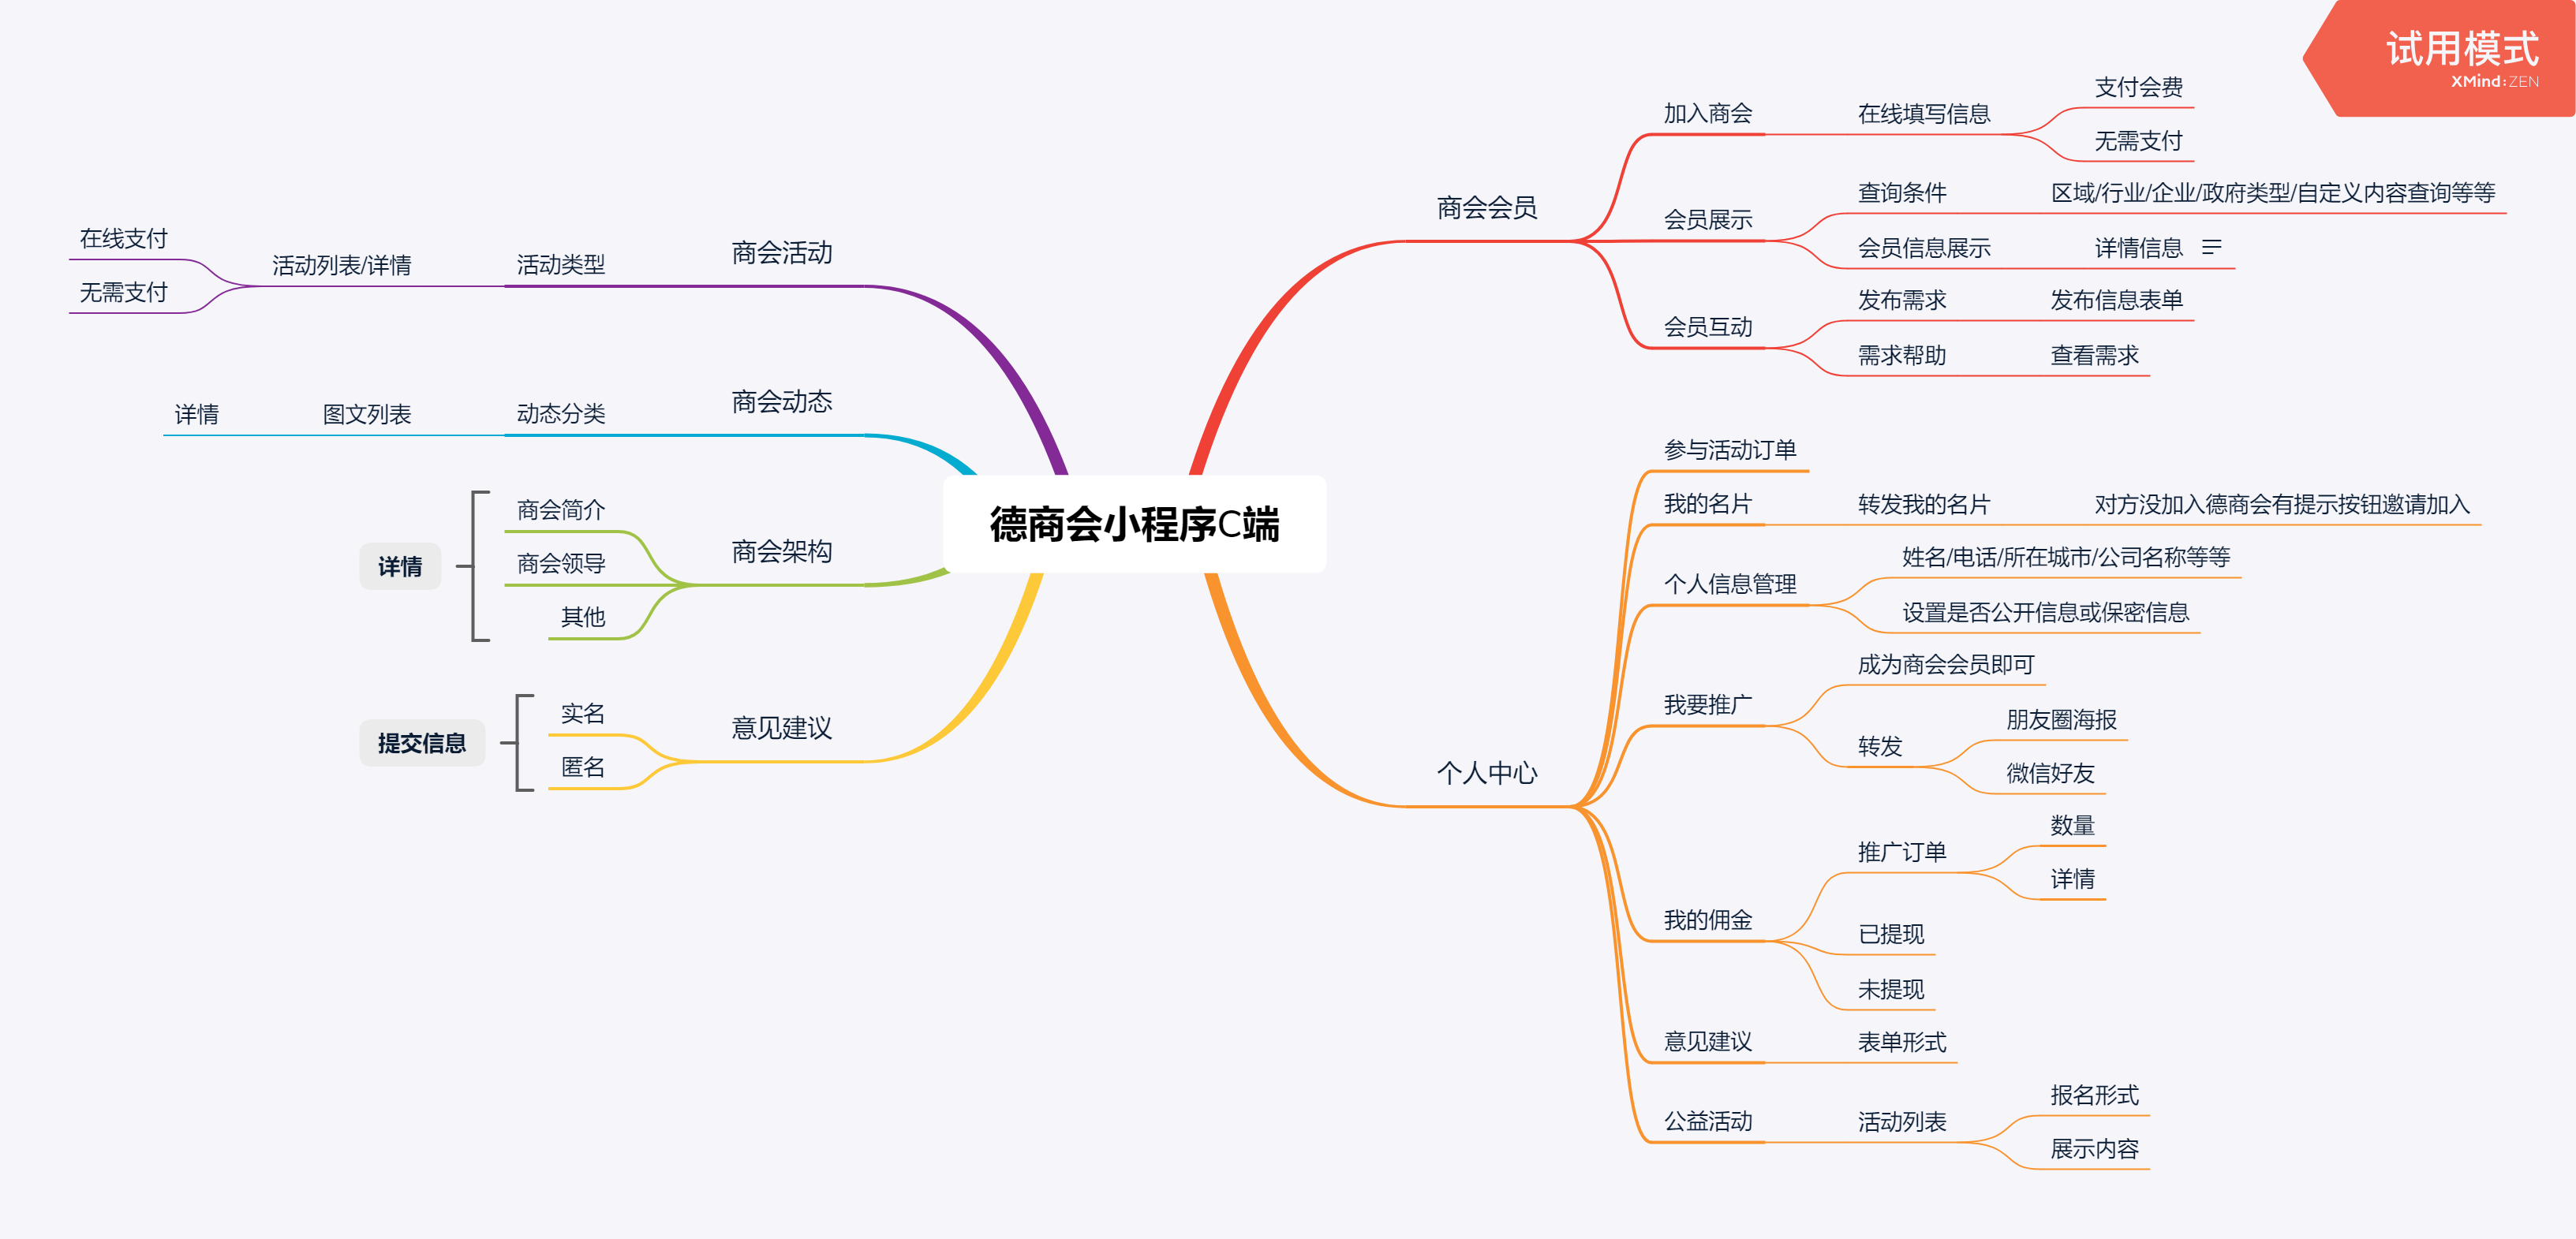 试用模式
XMind:ZEN
德商会小程序C端
商会会员
加入商会
在线填写信息
支付会费
无需支付
会员展示
查询条件
区域/行业/企业/政府类型/自定义内容查询等等
会员信息展示
详情信息
会员互动
发布需求
发布信息表单
需求帮助
查看需求
个人中心
参与活动订单
我的名片
转发我的名片
对方没加入德商会有提示按钮邀请加入
个人信息管理
姓名/电话/所在城市/公司名称等等
设置是否公开信息或保密信息
我要推广
成为商会会员即可
转发
朋友圈海报
微信好友
我的佣金
推广订单
数量
详情
已提现
未提现
意见建议
表单形式
公益活动
活动列表
报名形式
展示内容
商会活动
活动类型
活动列表/详情
在线支付
无需支付
商会动态
动态分类
图文列表
详情
商会架构
商会简介
商会领导
其他
详情
意见建议
实名
匿名
提交信息